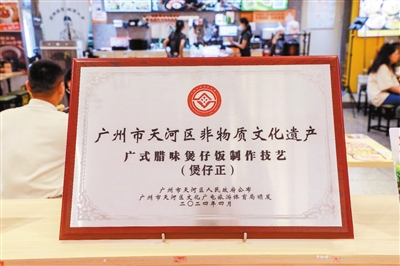 广州市天河区非物质文化遗产
广式腊味煲仔饭制作技艺
（煲仔正）
广州市天河区人民政府公布
广州市天河区文化广电旅游体育局颁发
二〇二四年四月